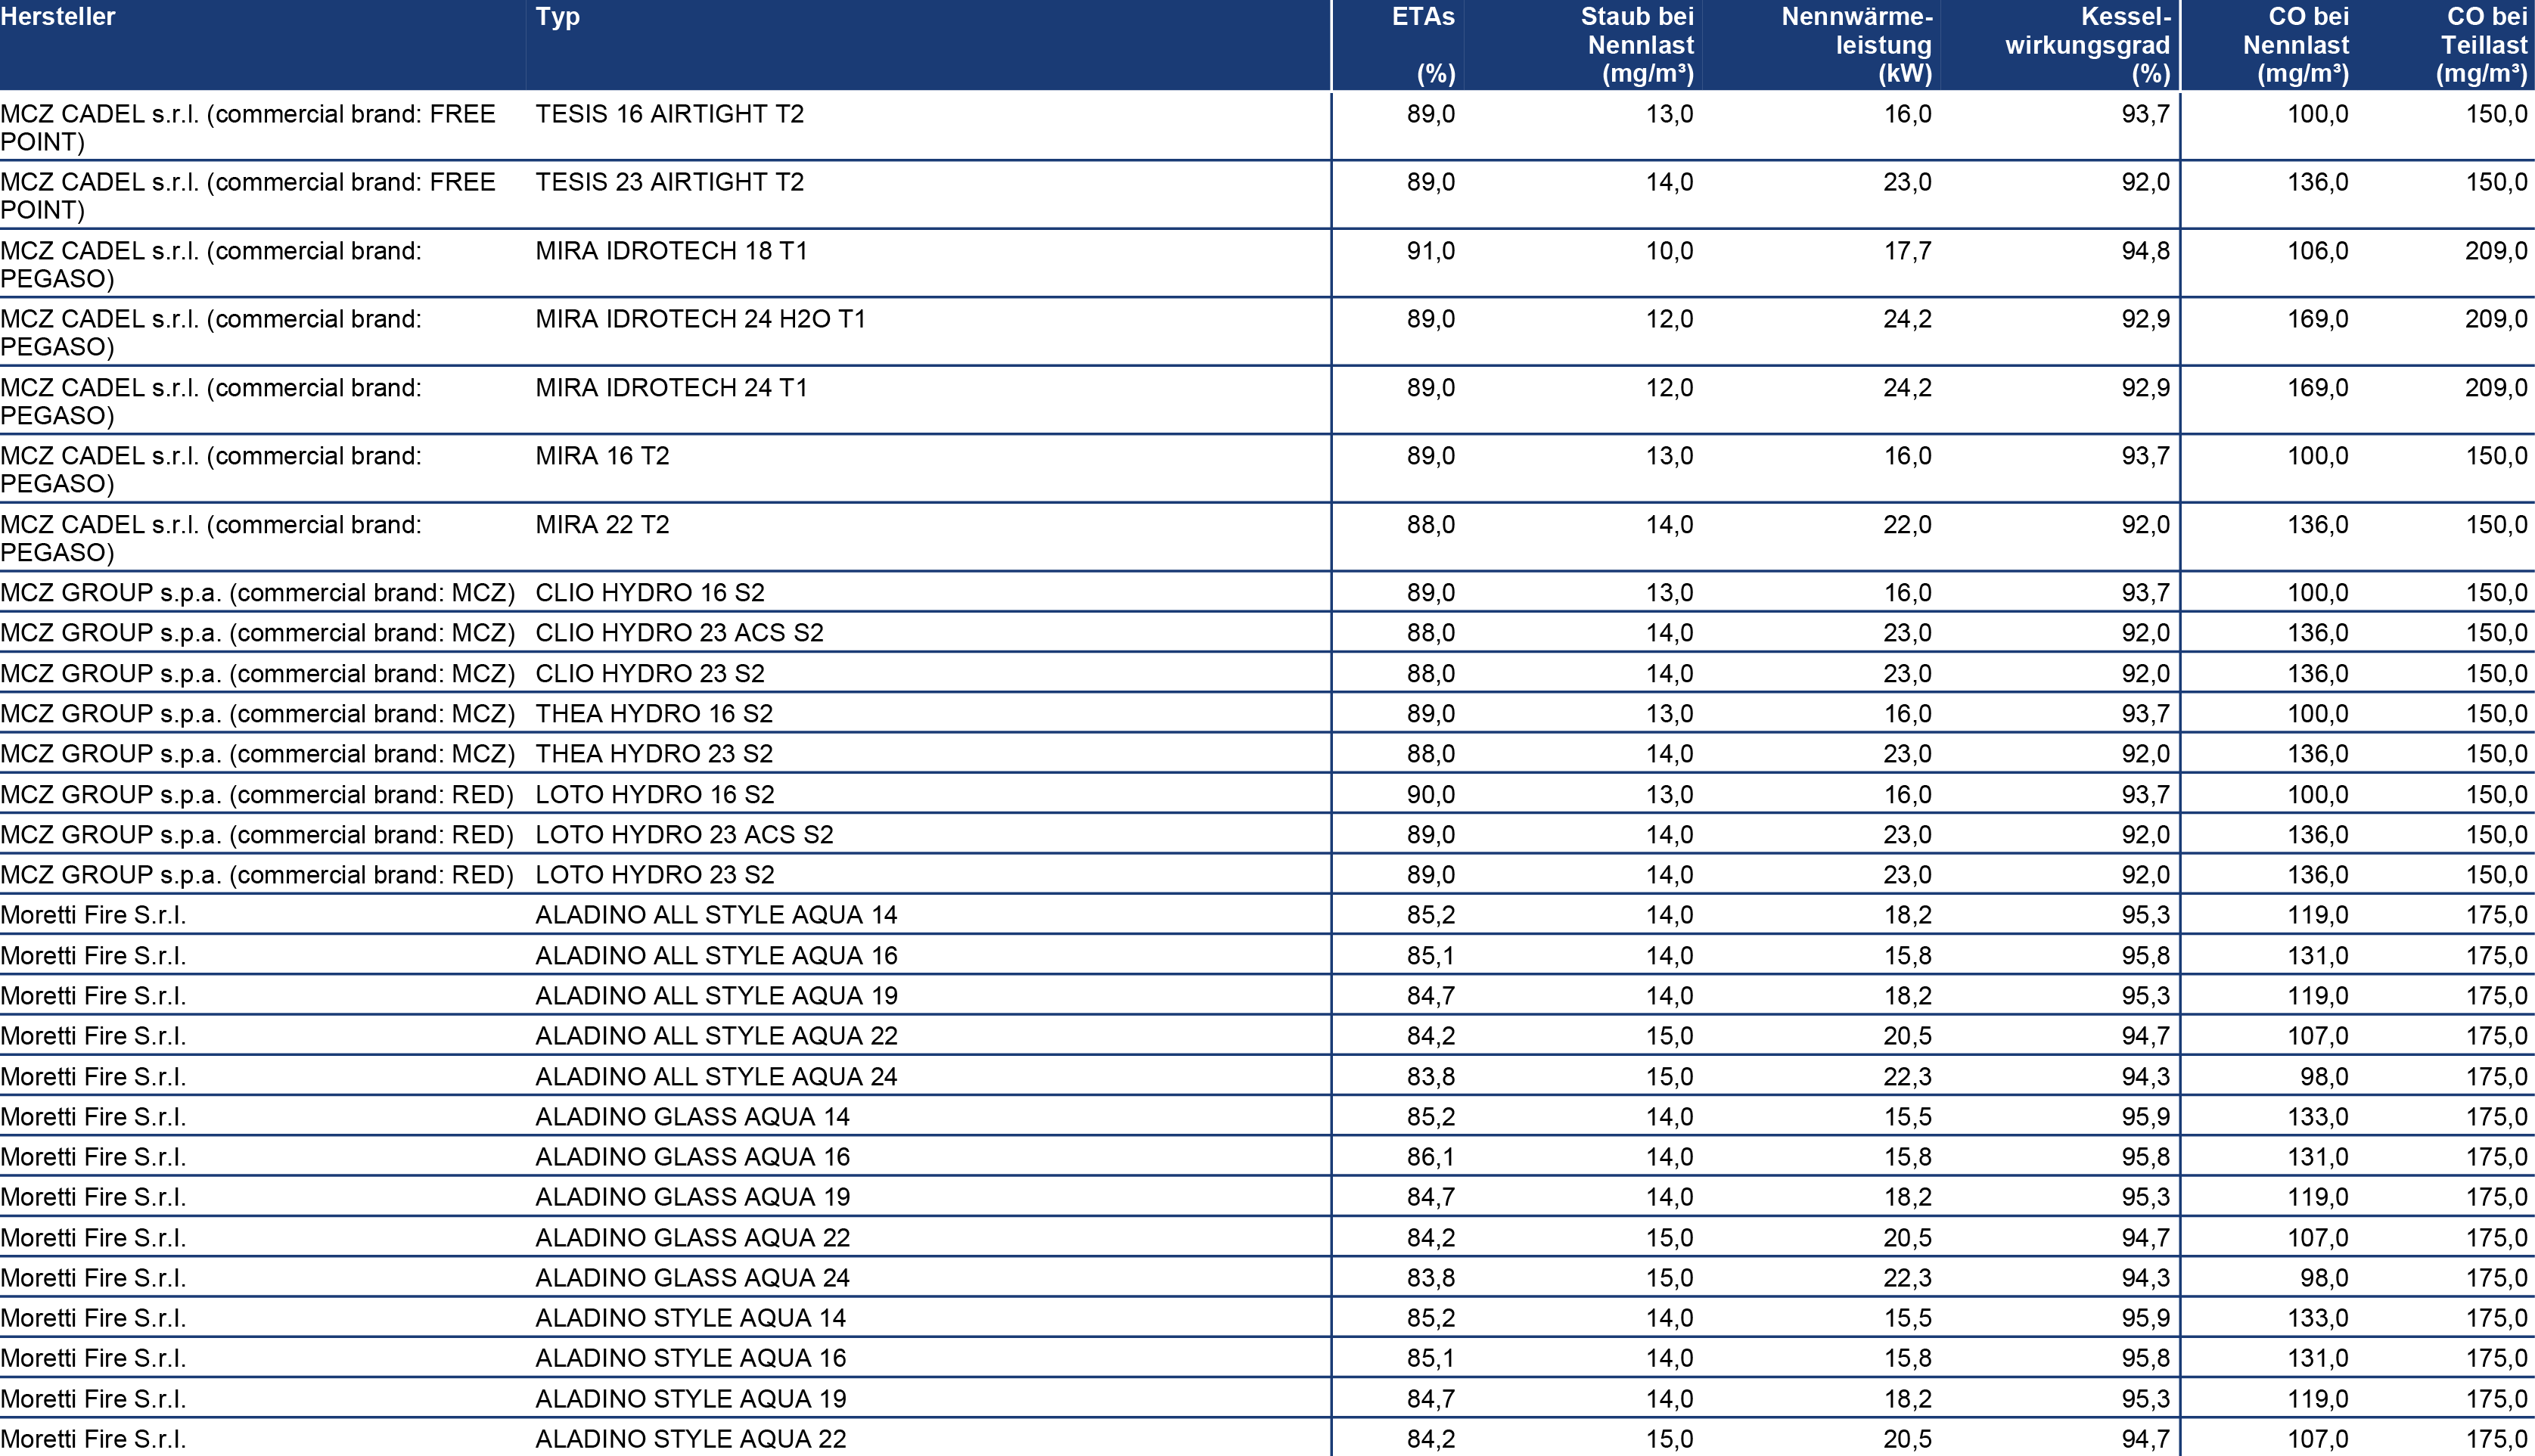 Hersteller Typ ETAs Staub bei Nennwärme- Kessel- CO bei CO bei
Nennlast leistung wirkungsgrad Nennlast Teillast
(%) (mg/m³) (kW) (%) (mg/m³) (mg/m³)
MCZ CADEL s.r.l. (commercial brand: FREE TESIS 16 AIRTIGHT T2 89,0 13,0 16,0 93,7 100,0 150,0
POINT)
MCZ CADEL s.r.l. (commercial brand: FREE TESIS 23 AIRTIGHT T2 89,0 14,0 23,0 92,0 136,0 150,0
POINT)
MCZ CADEL s.r.l. (commercial brand: MIRA IDROTECH 18 T1 91,0 10,0 17,7 94,8 106,0 209,0
PEGASO)
MCZ CADEL s.r.l. (commercial brand: MIRA IDROTECH 24 H2O T1 89,0 12,0 24,2 92,9 169,0 209,0
PEGASO)
MCZ CADEL s.r.l. (commercial brand: MIRA IDROTECH 24 T1 89,0 12,0 24,2 92,9 169,0 209,0
PEGASO)
MCZ CADEL s.r.l. (commercial brand: MIRA 16 T2 89,0 13,0 16,0 93,7 100,0 150,0
PEGASO)
MCZ CADEL s.r.l. (commercial brand: MIRA 22 T2 88,0 14,0 22,0 92,0 136,0 150,0
PEGASO)
MCZ GROUP s.p.a. (commercial brand: MCZ) CLIO HYDRO 16 S2 89,0 13,0 16,0 93,7 100,0 150,0
MCZ GROUP s.p.a. (commercial brand: MCZ) CLIO HYDRO 23 ACS S2 88,0 14,0 23,0 92,0 136,0 150,0
MCZ GROUP s.p.a. (commercial brand: MCZ) CLIO HYDRO 23 S2 88,0 14,0 23,0 92,0 136,0 150,0
MCZ GROUP s.p.a. (commercial brand: MCZ) THEA HYDRO 16 S2 89,0 13,0 16,0 93,7 100,0 150,0
MCZ GROUP s.p.a. (commercial brand: MCZ) THEA HYDRO 23 S2 88,0 14,0 23,0 92,0 136,0 150,0
MCZ GROUP s.p.a. (commercial brand: RED) LOTO HYDRO 16 S2 90,0 13,0 16,0 93,7 100,0 150,0
MCZ GROUP s.p.a. (commercial brand: RED) LOTO HYDRO 23 ACS S2 89,0 14,0 23,0 92,0 136,0 150,0
MCZ GROUP s.p.a. (commercial brand: RED) LOTO HYDRO 23 S2 89,0 14,0 23,0 92,0 136,0 150,0
Moretti Fire S.r.l. ALADINO ALL STYLE AQUA 14 85,2 14,0 18,2 95,3 119,0 175,0
Moretti Fire S.r.l. ALADINO ALL STYLE AQUA 16 85,1 14,0 15,8 95,8 131,0 175,0
Moretti Fire S.r.l. ALADINO ALL STYLE AQUA 19 84,7 14,0 18,2 95,3 119,0 175,0
Moretti Fire S.r.l. ALADINO ALL STYLE AQUA 22 84,2 15,0 20,5 94,7 107,0 175,0
Moretti Fire S.r.l. ALADINO ALL STYLE AQUA 24 83,8 15,0 22,3 94,3 98,0 175,0
Moretti Fire S.r.l. ALADINO GLASS AQUA 14 85,2 14,0 15,5 95,9 133,0 175,0
Moretti Fire S.r.l. ALADINO GLASS AQUA 16 86,1 14,0 15,8 95,8 131,0 175,0
Moretti Fire S.r.l. ALADINO GLASS AQUA 19 84,7 14,0 18,2 95,3 119,0 175,0
Moretti Fire S.r.l. ALADINO GLASS AQUA 22 84,2 15,0 20,5 94,7 107,0 175,0
Moretti Fire S.r.l. ALADINO GLASS AQUA 24 83,8 15,0 22,3 94,3 98,0 175,0
Moretti Fire S.r.l. ALADINO STYLE AQUA 14 85,2 14,0 15,5 95,9 133,0 175,0
Moretti Fire S.r.l. ALADINO STYLE AQUA 16 85,1 14,0 15,8 95,8 131,0 175,0
Moretti Fire S.r.l. ALADINO STYLE AQUA 19 84,7 14,0 18,2 95,3 119,0 175,0
Moretti Fire S.r.l. ALADINO STYLE AQUA 22 84,2 15,0 20,5 94,7 107,0 175,0